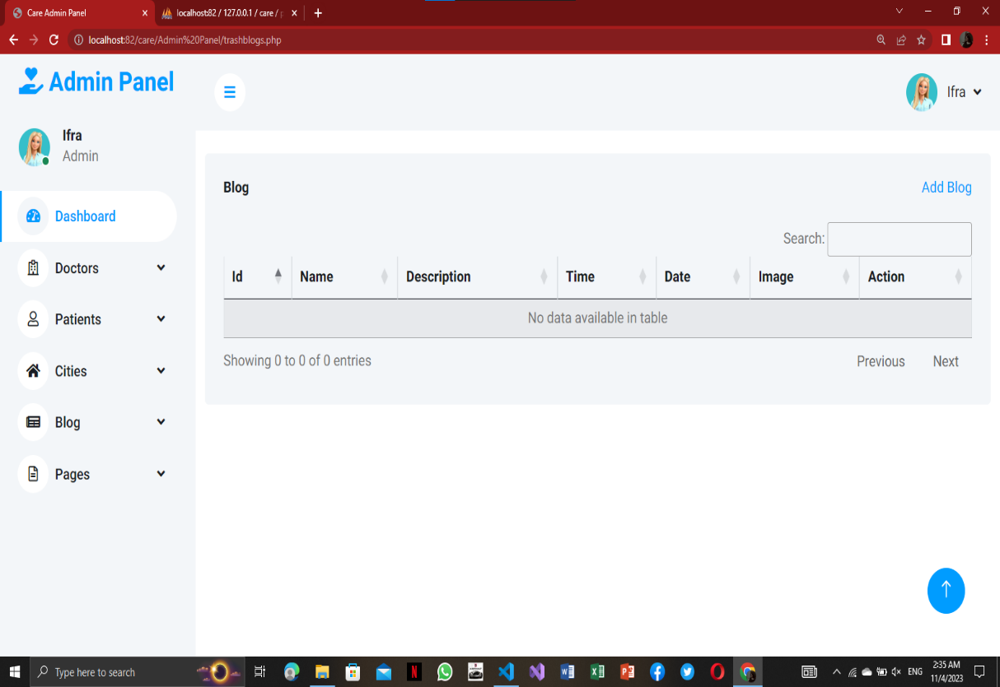 Care Admin Panel
localhost:82 / 127.0.0.1 / care / p
localhost:82/care/Admin%20Panel/trashblogs.php
Admin Panel
Ifra
Ifra
Admin
Dashboard
Doctors
Patients
Cities
Blog
Pages
Blog
Add Blog
Search:
Id Name Description Time Date Image Action
No data available in table
Showing 0 to 0 of 0 entries
Previous Next
Type here to search
ENG
2:35 AM
11/4/2023